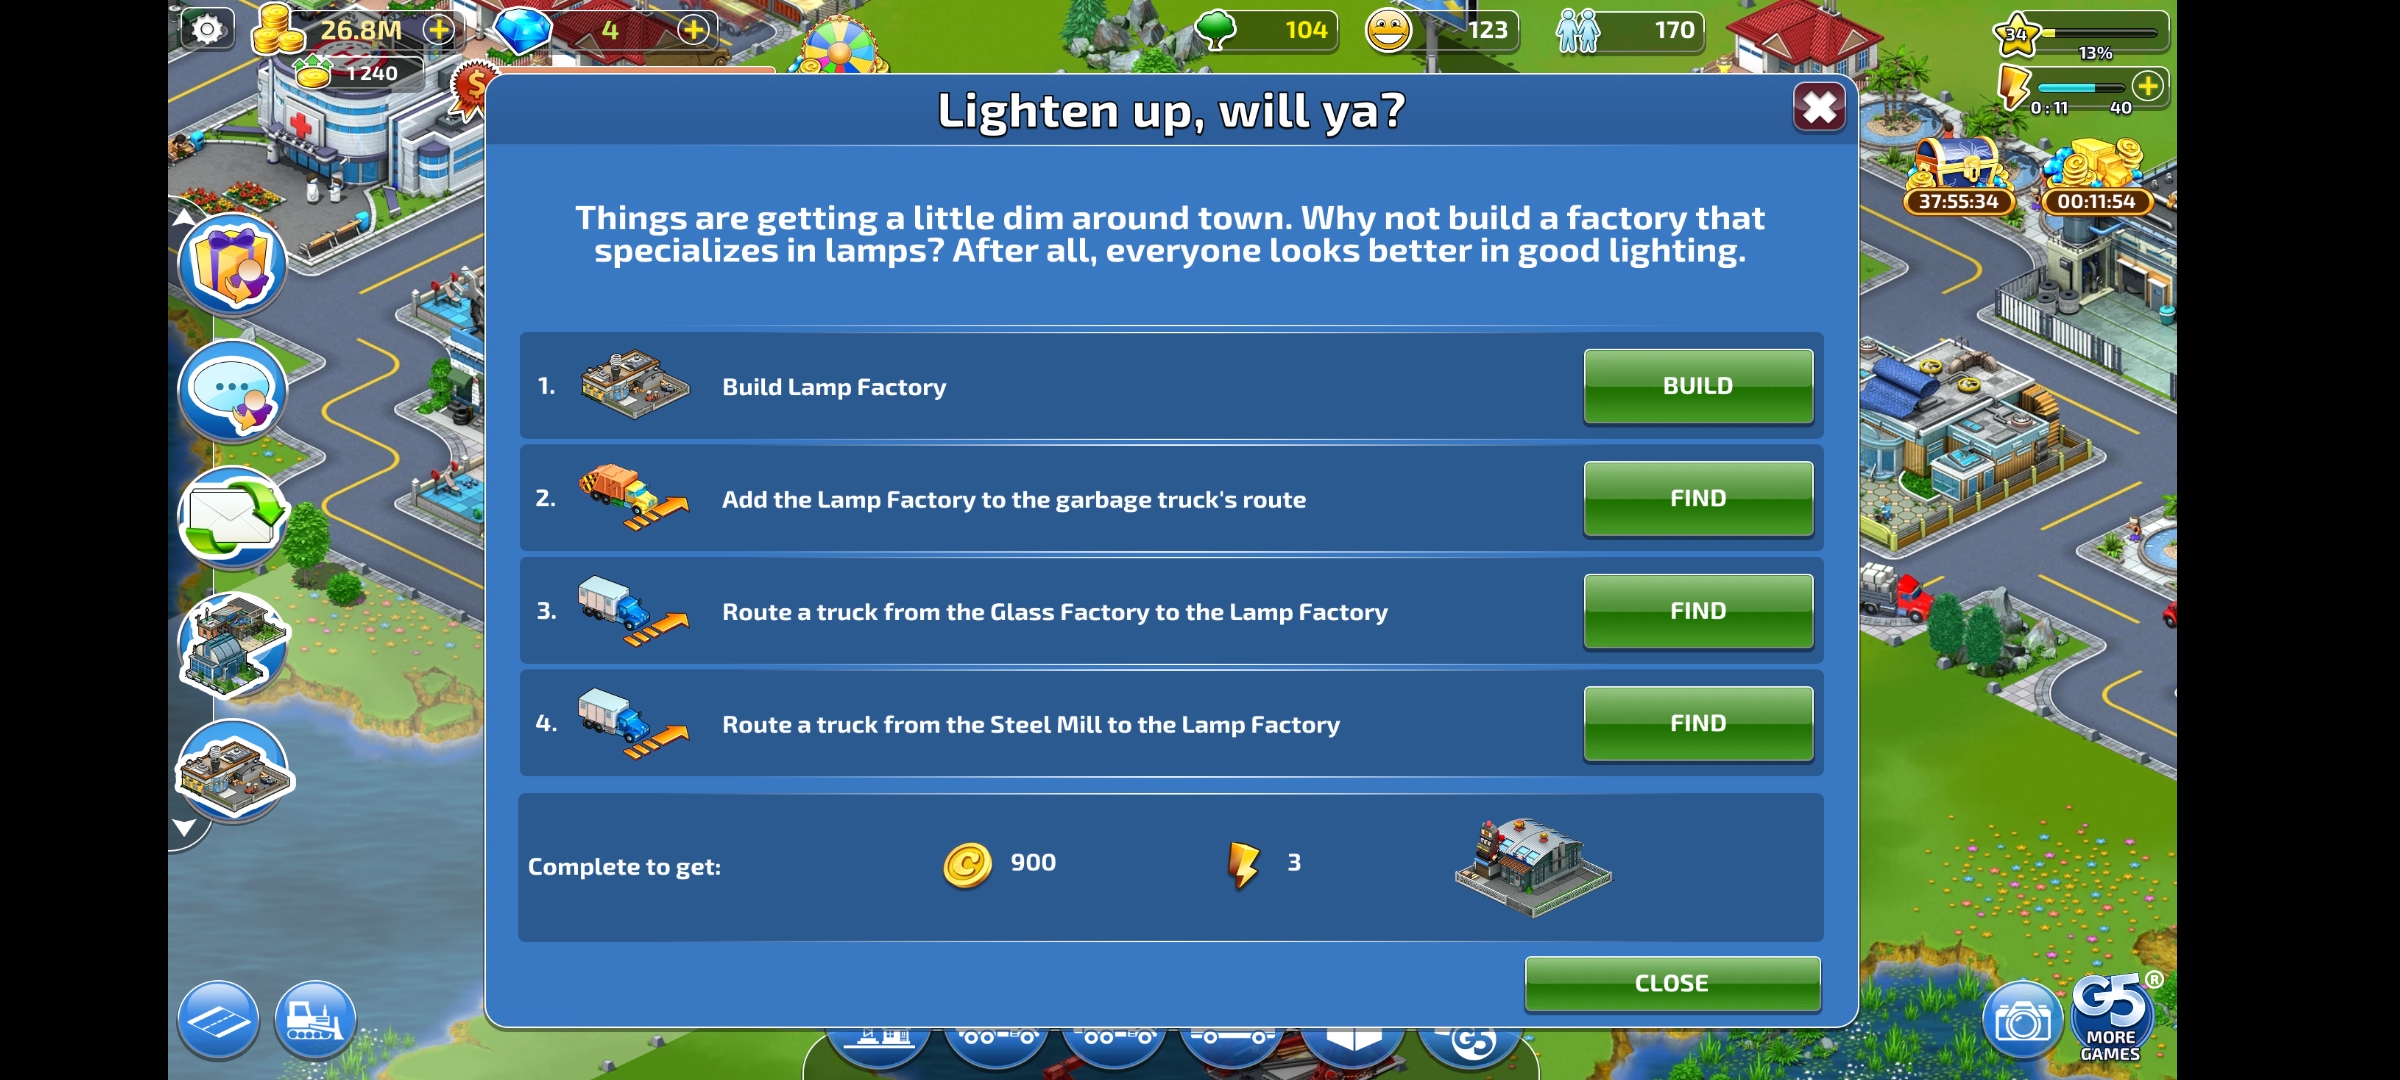 26.8M
4
104
123
170
34
13%
1 240
0:11
40
Lighten up, will ya?
37:55:34
00:11:54
Things are getting a little dim around town. Why not build a factory that
specializes in lamps? After all, everyone looks better in good lighting.
1.
Build Lamp Factory
BUILD
2.
Add the Lamp Factory to the garbage truck's route
FIND
3.
Route a truck from the Glass Factory to the Lamp Factory
FIND
4.
Route a truck from the Steel Mill to the Lamp Factory
FIND
Complete to get:
900
3
CLOSE
G5
G5®
MORE
GAMES